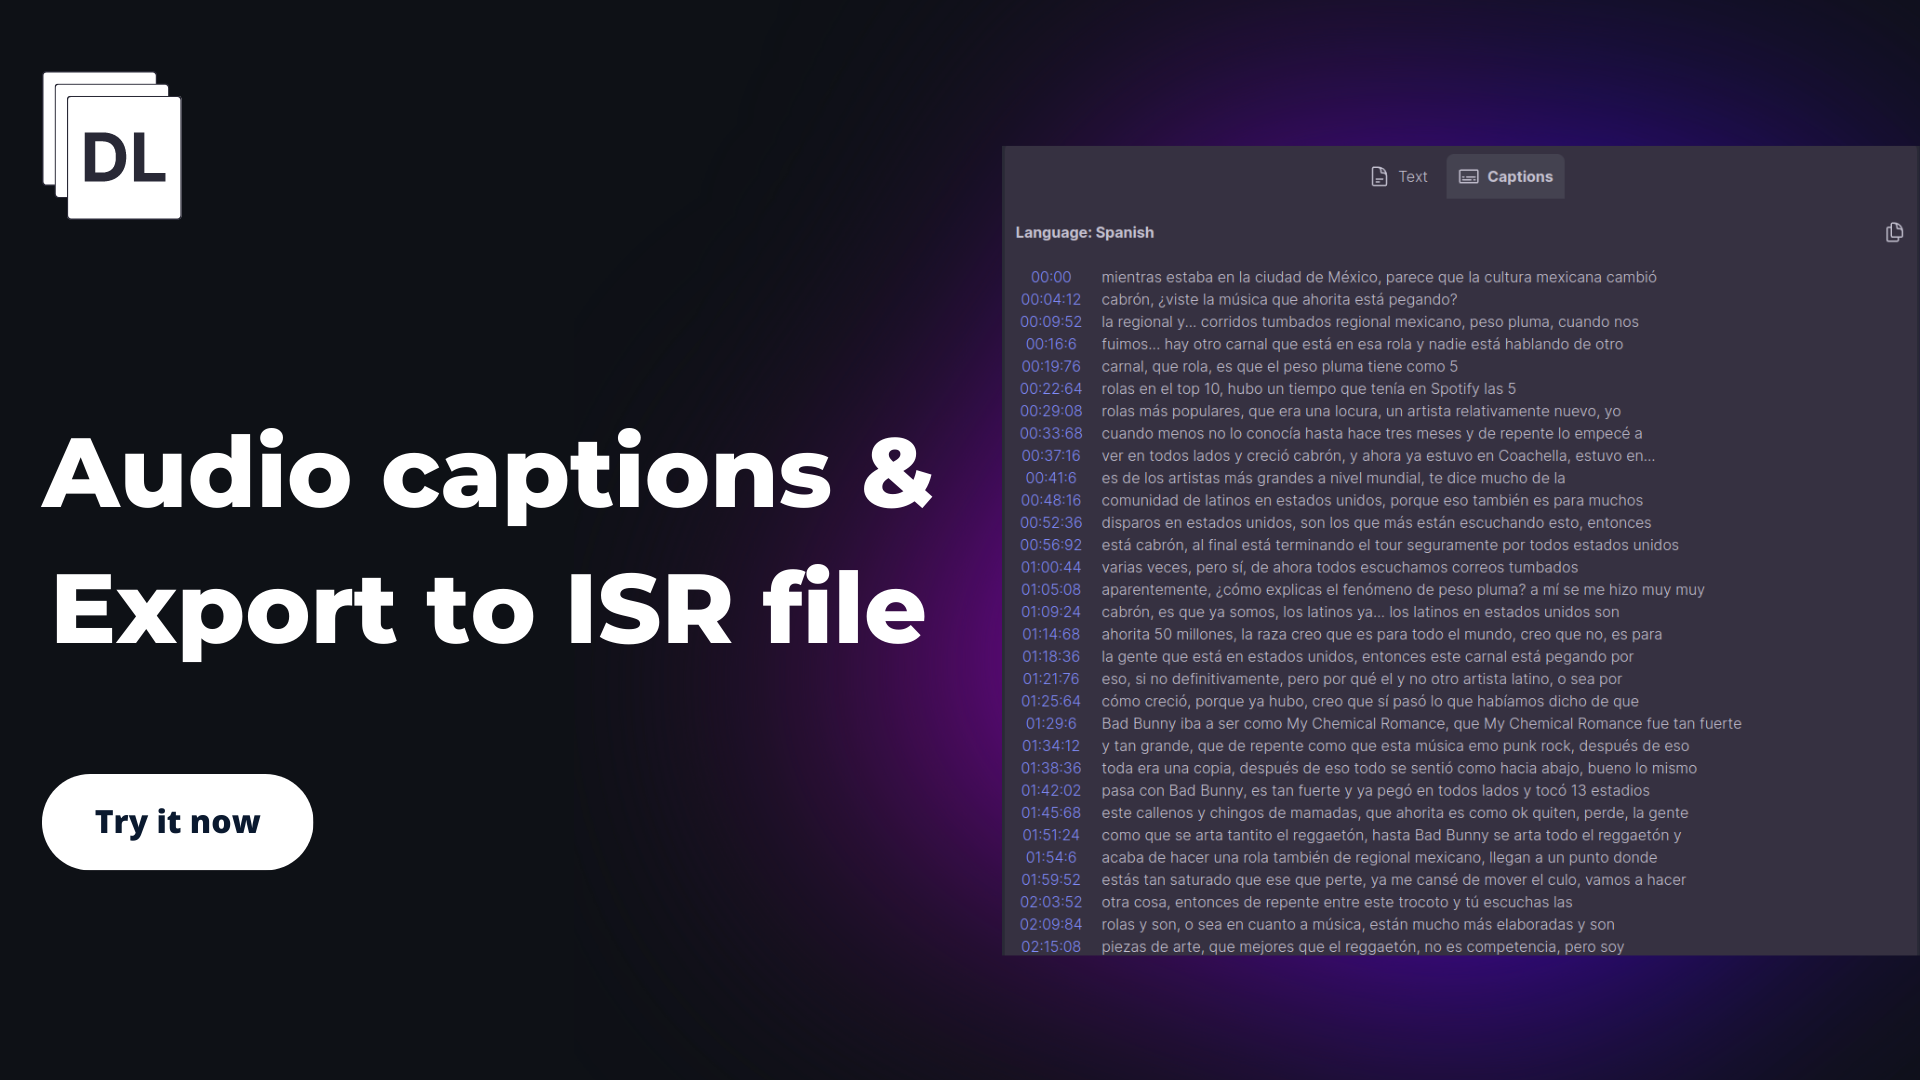 DL
Audio captions &
Export to ISR file
Try it now
Text Captions
Language: Spanish
00:00 mientras estaba en la ciudad de México, parece que la cultura mexicana cambió
00:04:12 cabrón, ¿viste la música que ahorita está pegando?
00:09:52 la regional y... corridos tumbados regional mexicano, peso pluma, cuando nos
00:16:6 fuimos... hay otro carnal que está en esa rola y nadie está hablando de otro
00:19:76 carnal, que rola, es que el peso pluma tiene como 5
00:22:64 rolas en el top 10, hubo un tiempo que tenía en Spotify las 5
00:29:08 rolas más populares, que era una locura, un artista relativamente nuevo, yo
00:33:68 cuando menos no lo conocía hasta hace tres meses y de repente lo empecé a
00:37:16 ver en todos lados y creció cabrón, y ahora ya estuvo en Coachella, estuvo en...
00:41:6 es de los artistas más grandes a nivel mundial, te dice mucho de la
00:48:16 comunidad de latinos en estados unidos, porque eso también es para muchos
00:52:36 disparos en estados unidos, son los que más están escuchando esto, entonces
00:56:92 está cabrón, al final está terminando el tour seguramente por todos estados unidos
01:00:44 varias veces, pero sí, de ahora todos escuchamos correos tumbados
01:05:08 aparentemente, ¿cómo explicas el fenómeno de peso pluma? a mí se me hizo muy muy
01:09:24 cabrón, es que ya somos, los latinos ya... los latinos en estados unidos son
01:14:68 ahorita 50 millones, la raza creo que es para todo el mundo, creo que no, es para
01:18:36 la gente que está en estados unidos, entonces este carnal está pegando por
01:21:76 eso, si no definitivamente, pero por qué el y no otro artista latino, o sea por
01:25:64 cómo creció, porque ya hubo, creo que sí pasó lo que habíamos dicho de que
01:29:6 Bad Bunny iba a ser como My Chemical Romance, que My Chemical Romance fue tan fuerte
01:34:12 y tan grande, que de repente como que esta música emo punk rock, después de eso
01:38:36 toda era una copia, después de eso todo se sentió como hacia abajo, bueno lo mismo
01:42:02 pasa con Bad Bunny, es tan fuerte y ya pegó en todos lados y tocó 13 estadios
01:45:68 este callenos y chingos de mamadas, que ahorita es como ok quiten, perde, la gente
01:51:24 como que se arta tantito el reggaetón, hasta Bad Bunny se arta todo el reggaetón y
01:54:6 acaba de hacer una rola también de regional mexicano, llegan a un punto donde
01:59:52 estás tan saturado que ese que perte, ya me cansé de mover el culo, vamos a hacer
02:03:52 otra cosa, entonces de repente entre este trocoto y tú escuchas las
02:09:84 rolas y son, o sea en cuanto a música, están mucho más elaboradas y son
02:15:08 piezas de arte, que mejores que el reggaetón, no es competencia, pero soy